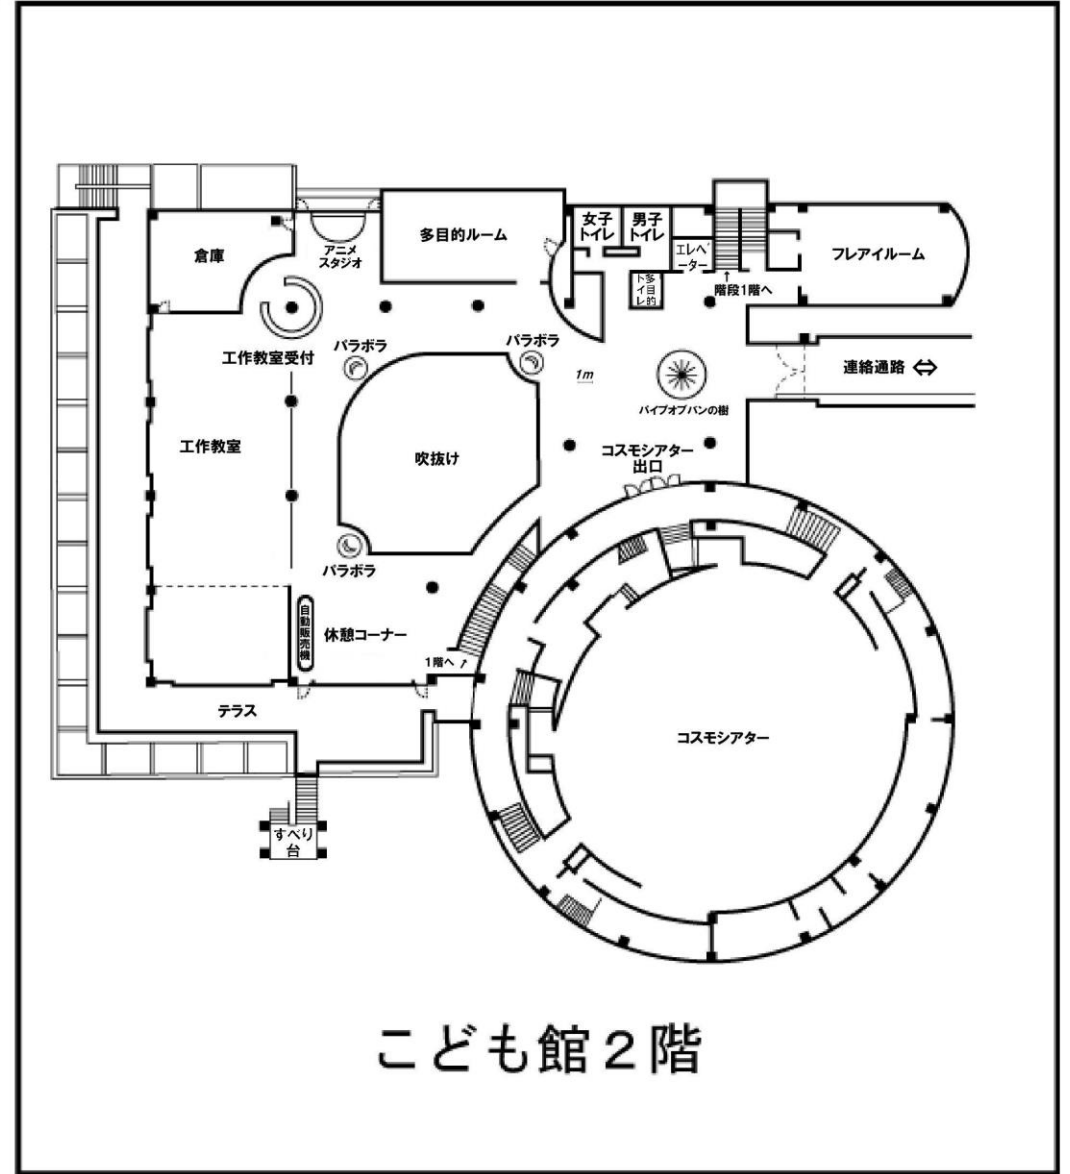 倉庫
アニメ
スタジオ
多目的ルーム
女子
トイレ
男子
トイレ
エレベーター
多目的
トイレ
↑
階段1階へ
フレアイルーム
工作教室受付
パラボラ
パラボラ
1m
パイプオブパンの樹
連絡通路 ⇔
工作教室
吹抜け
コスモシアター
出口
パラボラ
自動販売機
休憩コーナー
1階へ ↗
テラス
コスモシアター
すべり
台
こども館2階